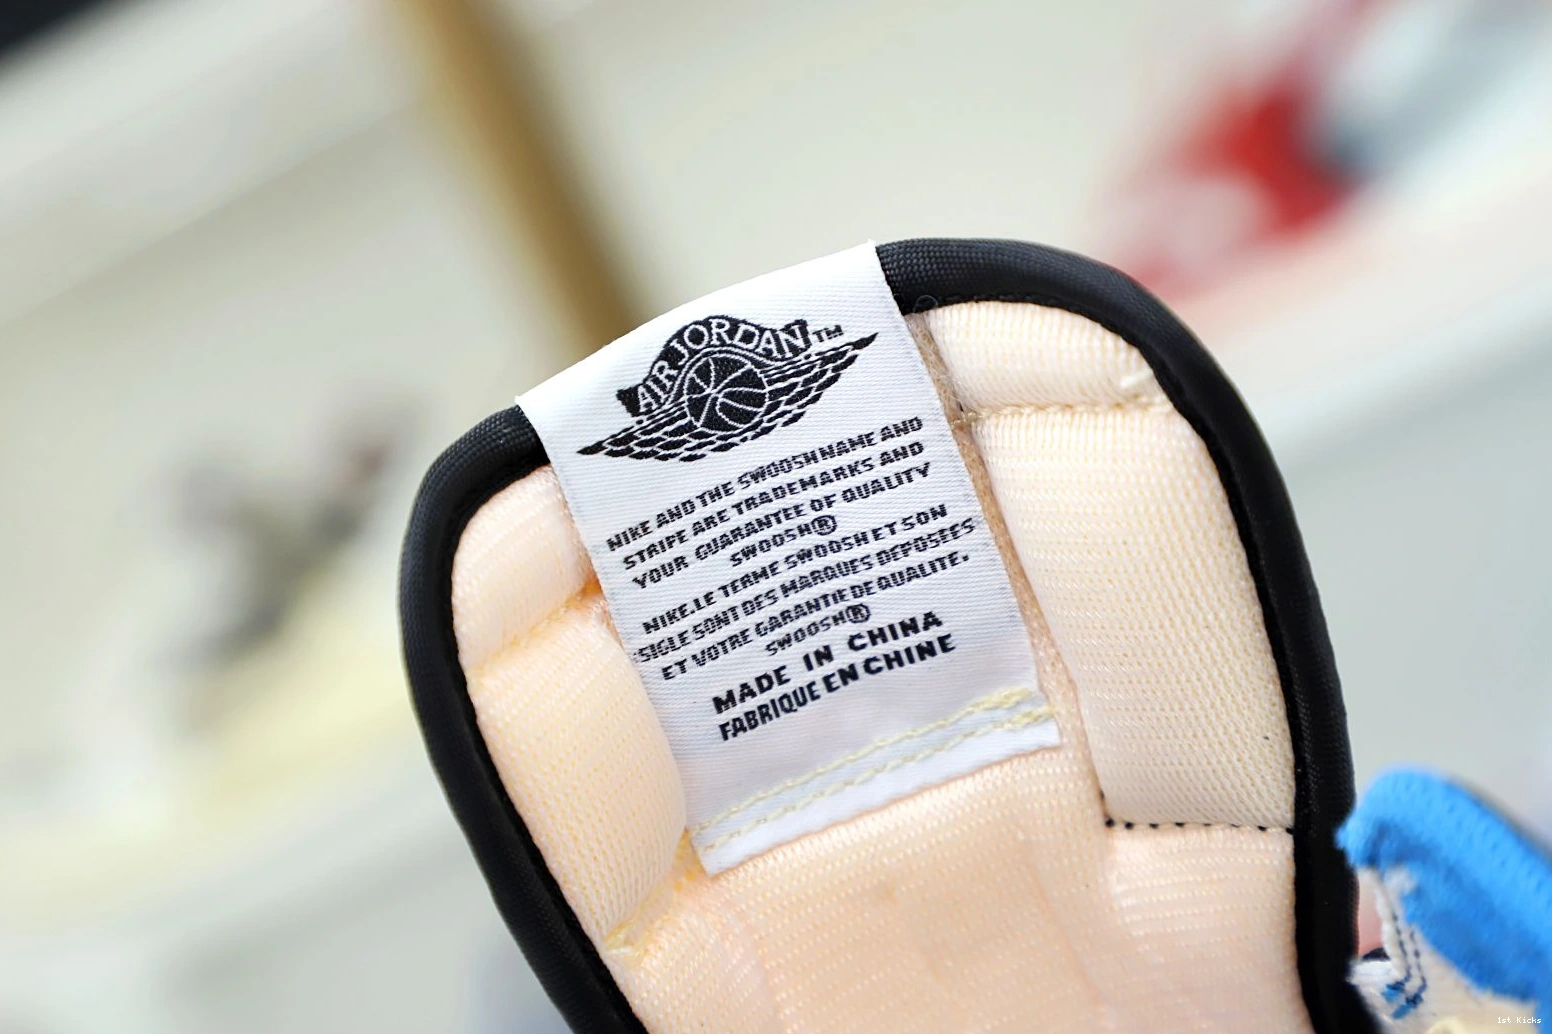 AIR JORDAN™
NIKE AND THE SWOOSH NAME AND
STRIPE ARE TRADEMARKS AND
YOUR GUARANTEE OF QUALITY
SWOOSH®
NIKE.LE TERME SWOOSH ET SON
SIGLE SONT DES MARQUES DEPOSEES
ET VOTRE GARANTIE DE QUALITE.
SWOOSH®
MADE IN CHINA
FABRIQUE EN CHINE
1st Kicks